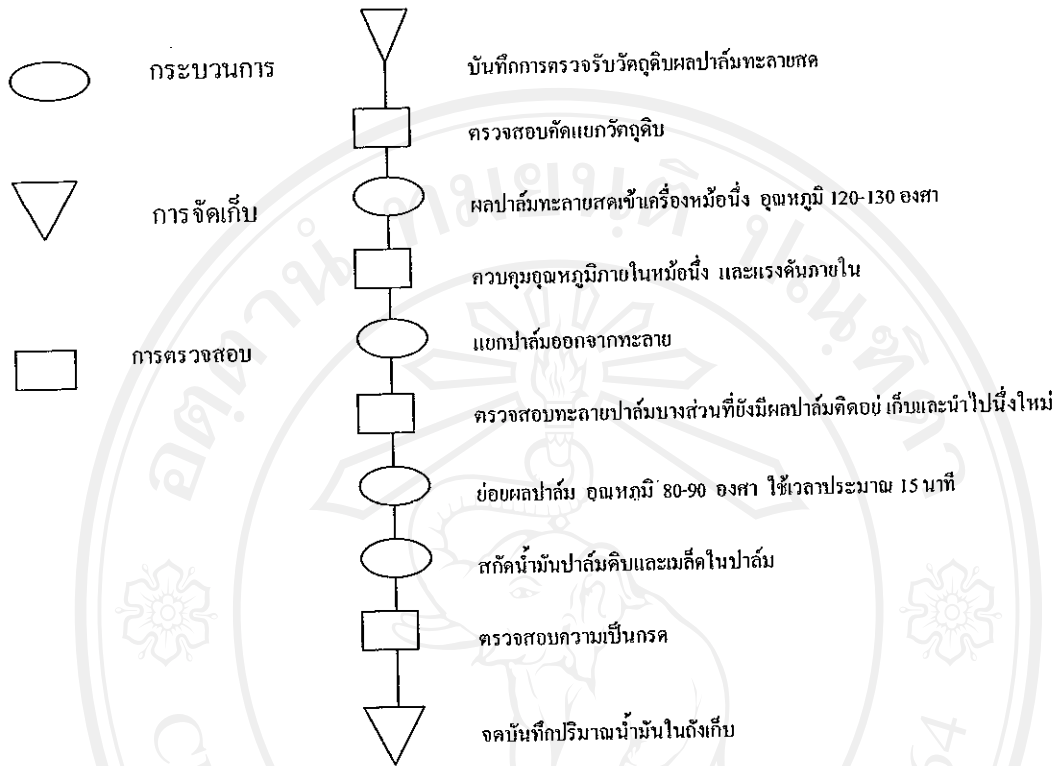 กระบวนการ
การจัดเก็บ
การตรวจสอบ
บันทึกการตรวจรับวัตถุดิบผลปาล์มทะลายสด
ตรวจสอบคัดแยกวัตถุดิบ
ผลปาล์มทะลายสดเข้าเครื่องหม้อนึ่ง อุณหภูมิ 120-130 องศา
ควบคุมอุณหภูมิภายในหม้อนึ่ง และแรงดันภายใน
แยกปาล์มออกจากทะลาย
ตรวจสอบทะลายปาล์มบางส่วนที่ยังมีผลปาล์มติดอยู่ เก็บและนำไปนึ่งใหม่
ย่อยผลปาล์ม อุณหภูมิ 80-90 องศา ใช้เวลาประมาณ 15 นาที
สกัดน้ำมันปาล์มดิบและเมล็ดในปาล์ม
ตรวจสอบความเป็นกรด
จดบันทึกปริมาณน้ำมันในถังเก็บ
อตฺตานํ ทมยนฺติ ปณฺฑิตา
64